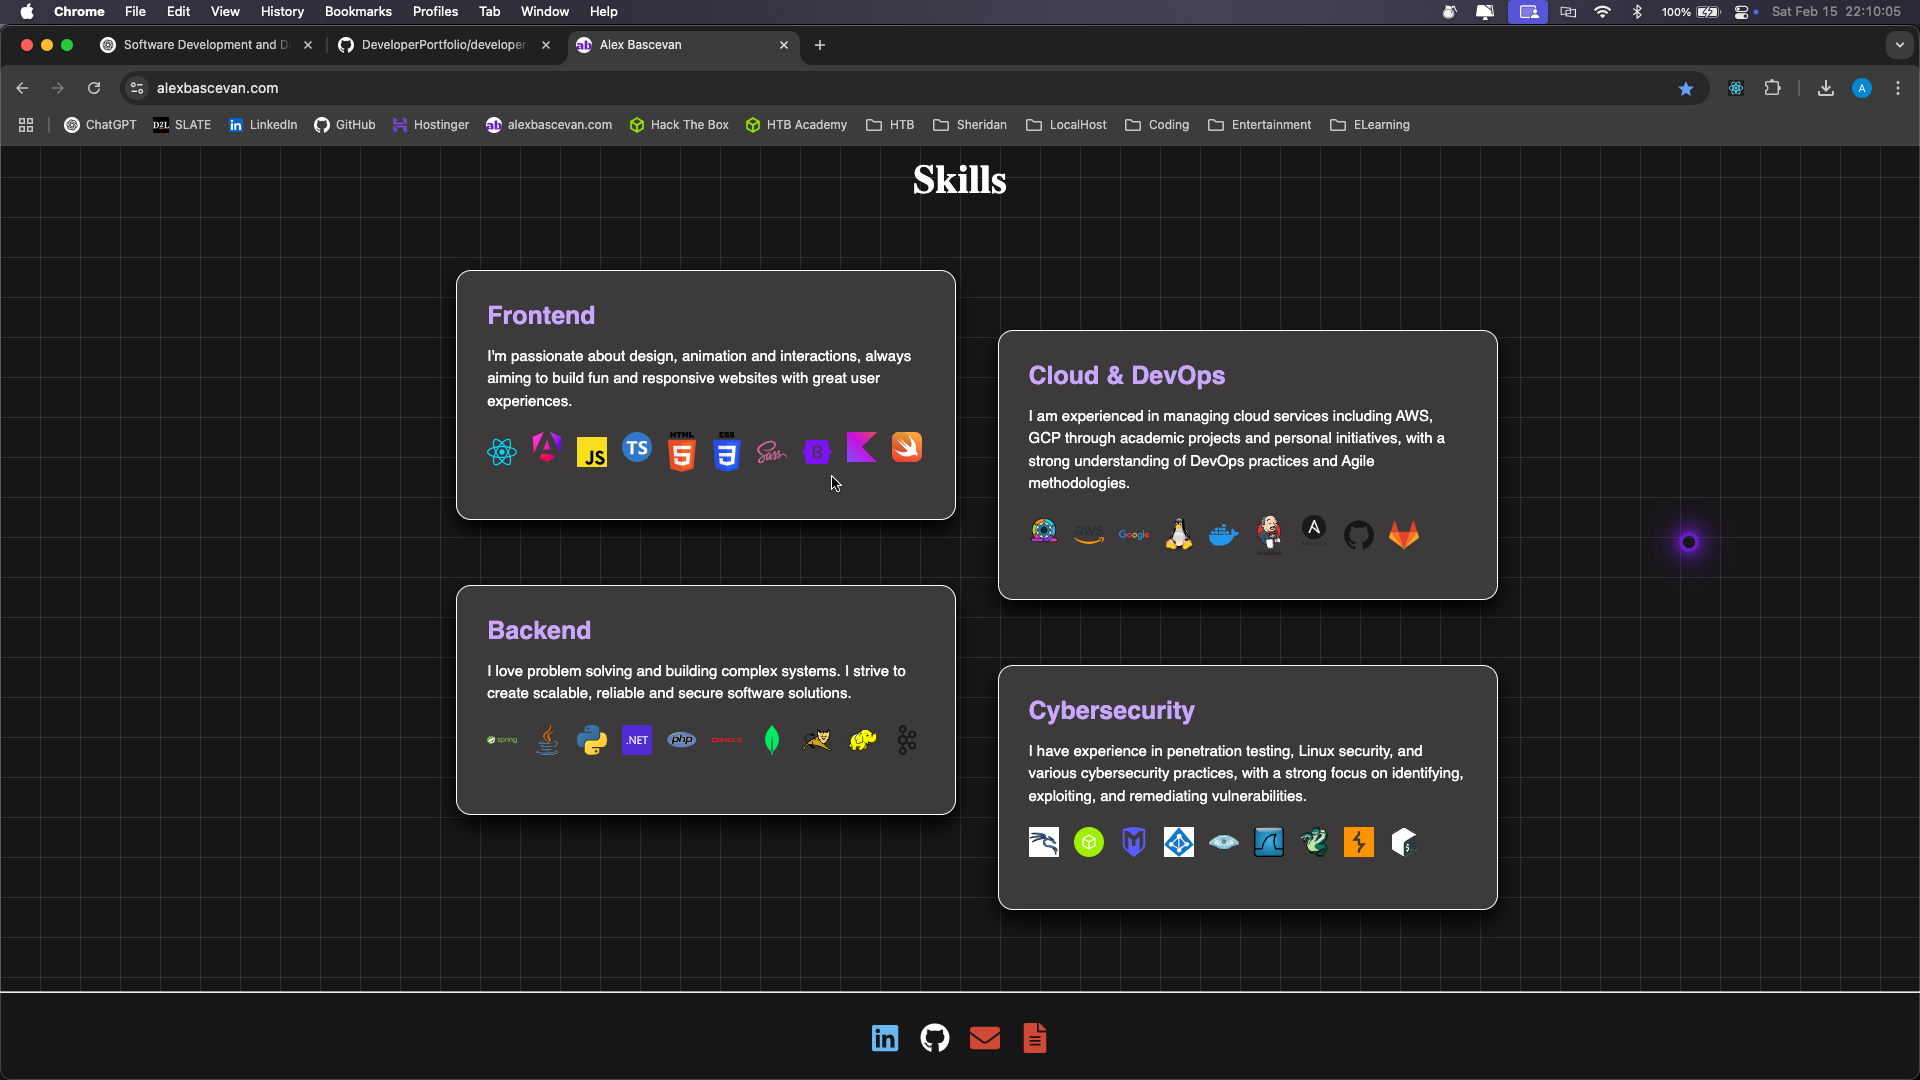 Chrome File Edit View History Bookmarks Profiles Tab Window Help 100% Sat Feb 15 22:10:05
Software Development and D DeveloperPortfolio/developer ab Alex Bascevan
alexbascevan.com A
ChatGPT D2L SLATE in LinkedIn GitHub Hostinger ab alexbascevan.com Hack The Box HTB Academy HTB Sheridan LocalHost Coding Entertainment ELearning
Skills
Frontend
I'm passionate about design, animation and interactions, always
aiming to build fun and responsive websites with great user
experiences.
JS TS HTML 5 CSS 3 Sass B
Cloud & DevOps
I am experienced in managing cloud services including AWS,
GCP through academic projects and personal initiatives, with a
strong understanding of DevOps practices and Agile
methodologies.
aws Google A
Backend
I love problem solving and building complex systems. I strive to
create scalable, reliable and secure software solutions.
spring .NET php ORACLE
Cybersecurity
I have experience in penetration testing, Linux security, and
various cybersecurity practices, with a strong focus on identifying,
exploiting, and remediating vulnerabilities.
in